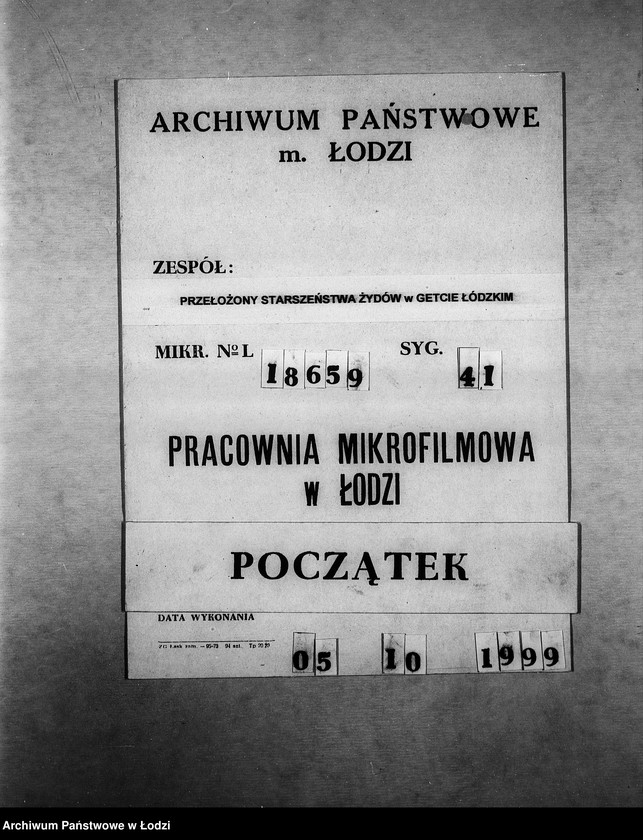 ARCHIWUM PAŃSTWOWE
m. ŁODZI
ZESPÓŁ:
PRZEŁOŻONY STARSZEŃSTWA ŻYDÓW w GETCIE ŁÓDZKIM
MIKR. Nº L 18659 SYG. 41
PRACOWNIA MIKROFILMOWA
w ŁODZI
POCZĄTEK
DATA WYKONANIA
05 10 1999
Archiwum Państwowe w Łodzi